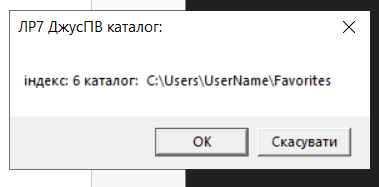 ЛР7 ДжусПВ каталог:
індекс: 6 каталог: C:\Users\UserName\Favorites
OK
Скасувати